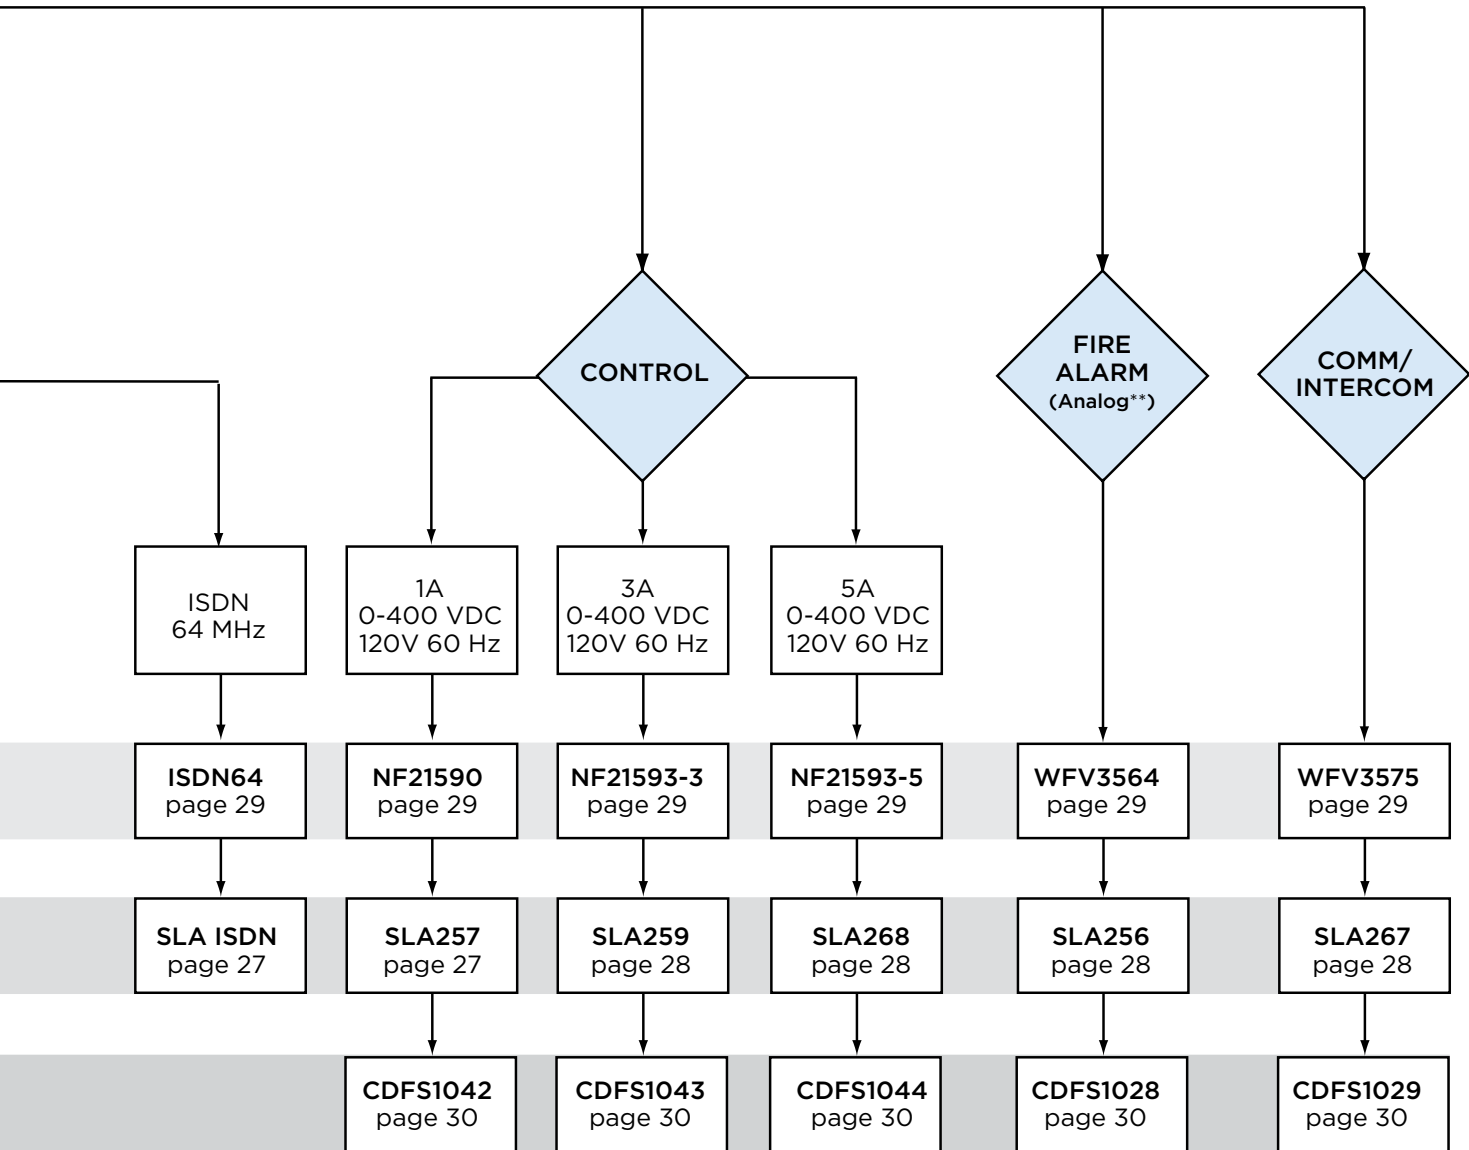 CONTROL
FIRE
ALARM
(Analog**)
COMM/
INTERCOM
ISDN
64 MHz
1A
0-400 VDC
120V 60 Hz
3A
0-400 VDC
120V 60 Hz
5A
0-400 VDC
120V 60 Hz
ISDN64
page 29
NF21590
page 29
NF21593-3
page 29
NF21593-5
page 29
WFV3564
page 29
WFV3575
page 29
SLA ISDN
page 27
SLA257
page 27
SLA259
page 28
SLA268
page 28
SLA256
page 28
SLA267
page 28
CDFS1042
page 30
CDFS1043
page 30
CDFS1044
page 30
CDFS1028
page 30
CDFS1029
page 30